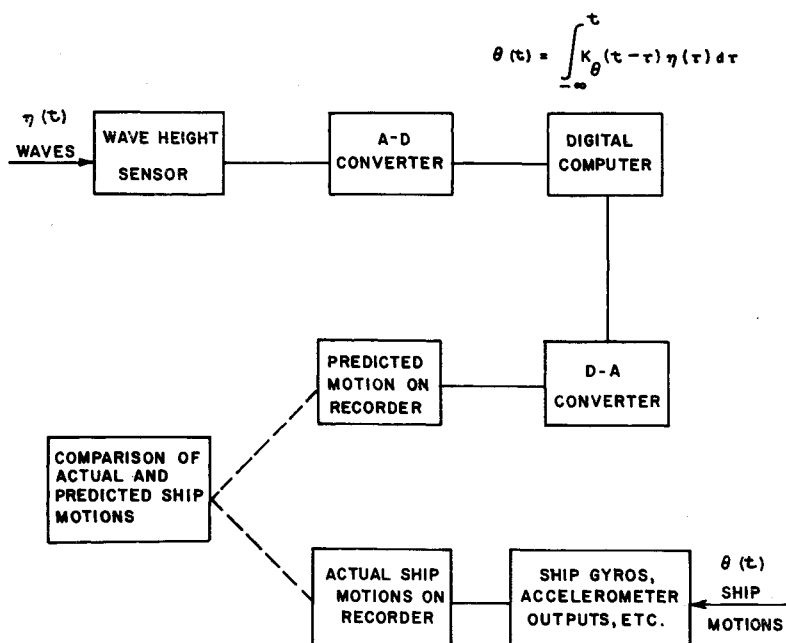 θ(t) = ∫_{-∞}^{t} K_θ(t-τ) η(τ) dτ
η(t)
WAVES
WAVE HEIGHT
SENSOR
A-D
CONVERTER
DIGITAL
COMPUTER
PREDICTED
MOTION ON
RECORDER
D-A
CONVERTER
COMPARISON OF
ACTUAL AND
PREDICTED SHIP
MOTIONS
ACTUAL SHIP
MOTIONS ON
RECORDER
SHIP GYROS,
ACCELEROMETER
OUTPUTS, ETC.
θ(t)
SHIP
MOTIONS